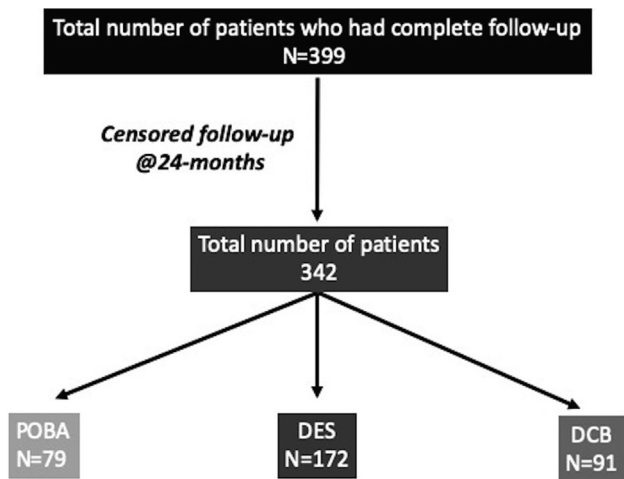 Total number of patients who had complete follow-up
N=399
Censored follow-up
@24-months
Total number of patients
342
POBA
N=79
DES
N=172
DCB
N=91